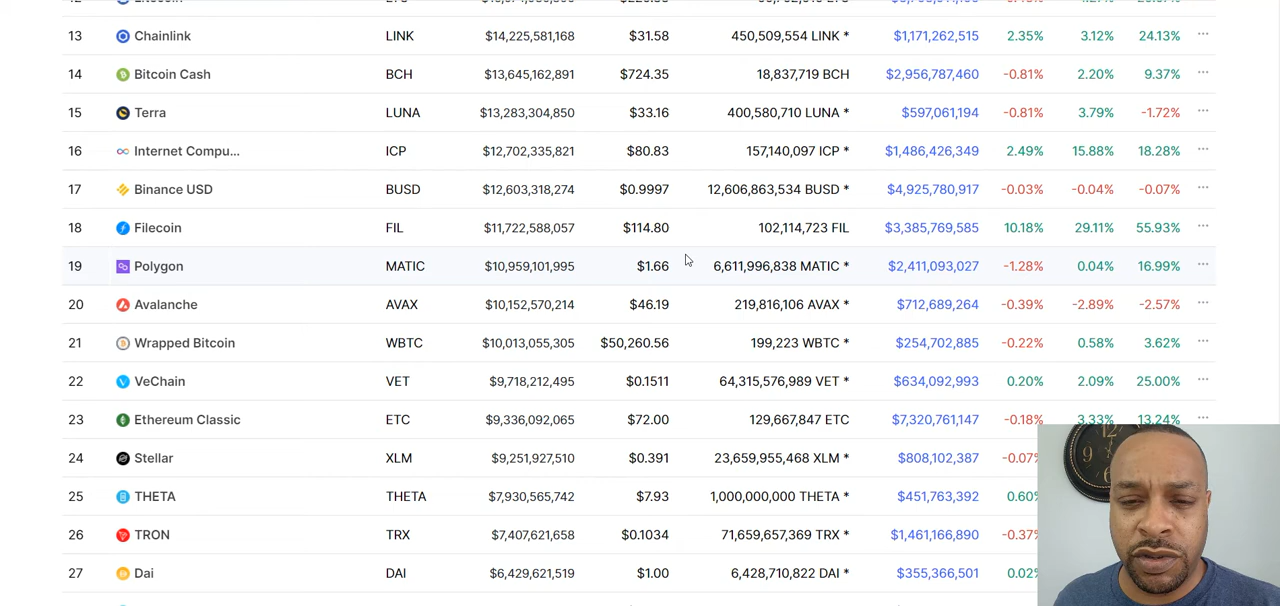 13 Chainlink LINK $14,225,581,168 $31.58 450,509,554 LINK * $1,171,262,515 2.35% 3.12% 24.13% ...
14 Bitcoin Cash BCH $13,645,162,891 $724.35 18,837,719 BCH $2,956,787,460 -0.81% 2.20% 9.37% ...
15 Terra LUNA $13,283,304,850 $33.16 400,580,710 LUNA * $597,061,194 -0.81% 3.79% -1.72% ...
16 Internet Compu... ICP $12,702,335,821 $80.83 157,140,097 ICP * $1,486,426,349 2.49% 15.88% 18.28% ...
17 Binance USD BUSD $12,603,318,274 $0.9997 12,606,863,534 BUSD * $4,925,780,917 -0.03% -0.04% -0.07% ...
18 Filecoin FIL $11,722,588,057 $114.80 102,114,723 FIL $3,385,769,585 10.18% 29.11% 55.93% ...
19 Polygon MATIC $10,959,101,995 $1.66 6,611,996,838 MATIC * $2,411,093,027 -1.28% 0.04% 16.99% ...
20 Avalanche AVAX $10,152,570,214 $46.19 219,816,106 AVAX * $712,689,264 -0.39% -2.89% -2.57% ...
21 Wrapped Bitcoin WBTC $10,013,055,305 $50,260.56 199,223 WBTC * $254,702,885 -0.22% 0.58% 3.62% ...
22 VeChain VET $9,718,212,495 $0.1511 64,315,576,989 VET * $634,092,993 0.20% 2.09% 25.00% ...
23 Ethereum Classic ETC $9,336,092,065 $72.00 129,667,847 ETC $7,320,761,147 -0.18% 3.33% 13.24% ...
24 Stellar XLM $9,251,927,510 $0.391 23,659,955,468 XLM * $808,102,387 -0.07%
25 THETA THETA $7,930,565,742 $7.93 1,000,000,000 THETA * $451,763,392 0.60%
26 TRON TRX $7,407,621,658 $0.1034 71,659,657,369 TRX * $1,461,166,890 -0.37%
27 Dai DAI $6,429,621,519 $1.00 6,428,710,822 DAI * $355,366,501 0.02%